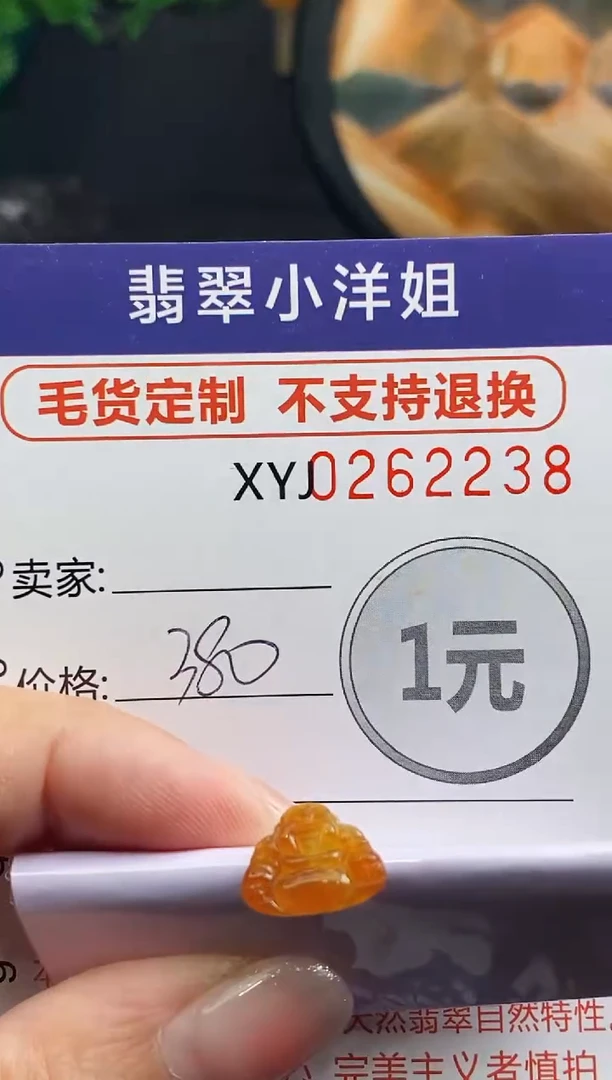 翡翠小洋姐
毛货定制 不支持退换
XYJ0262238
卖家:
价格: 380
1元
天然翡翠自然特性
完美主义者慎拍